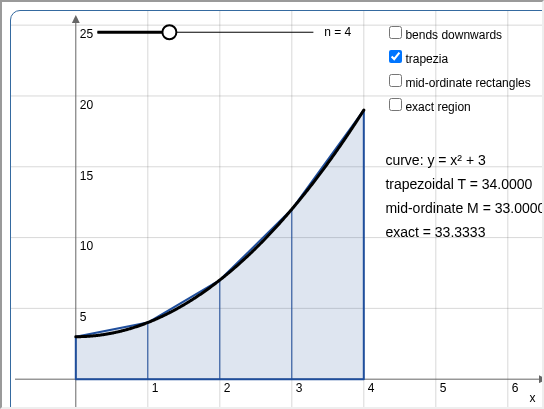 25
n = 4
bends downwards
trapezia
20
mid-ordinate rectangles
exact region
curve: y = x² + 3
15
trapezoidal T = 34.0000
mid-ordinate M = 33.0000
10
exact = 33.3333
5
1 2 3 4 5 6
x